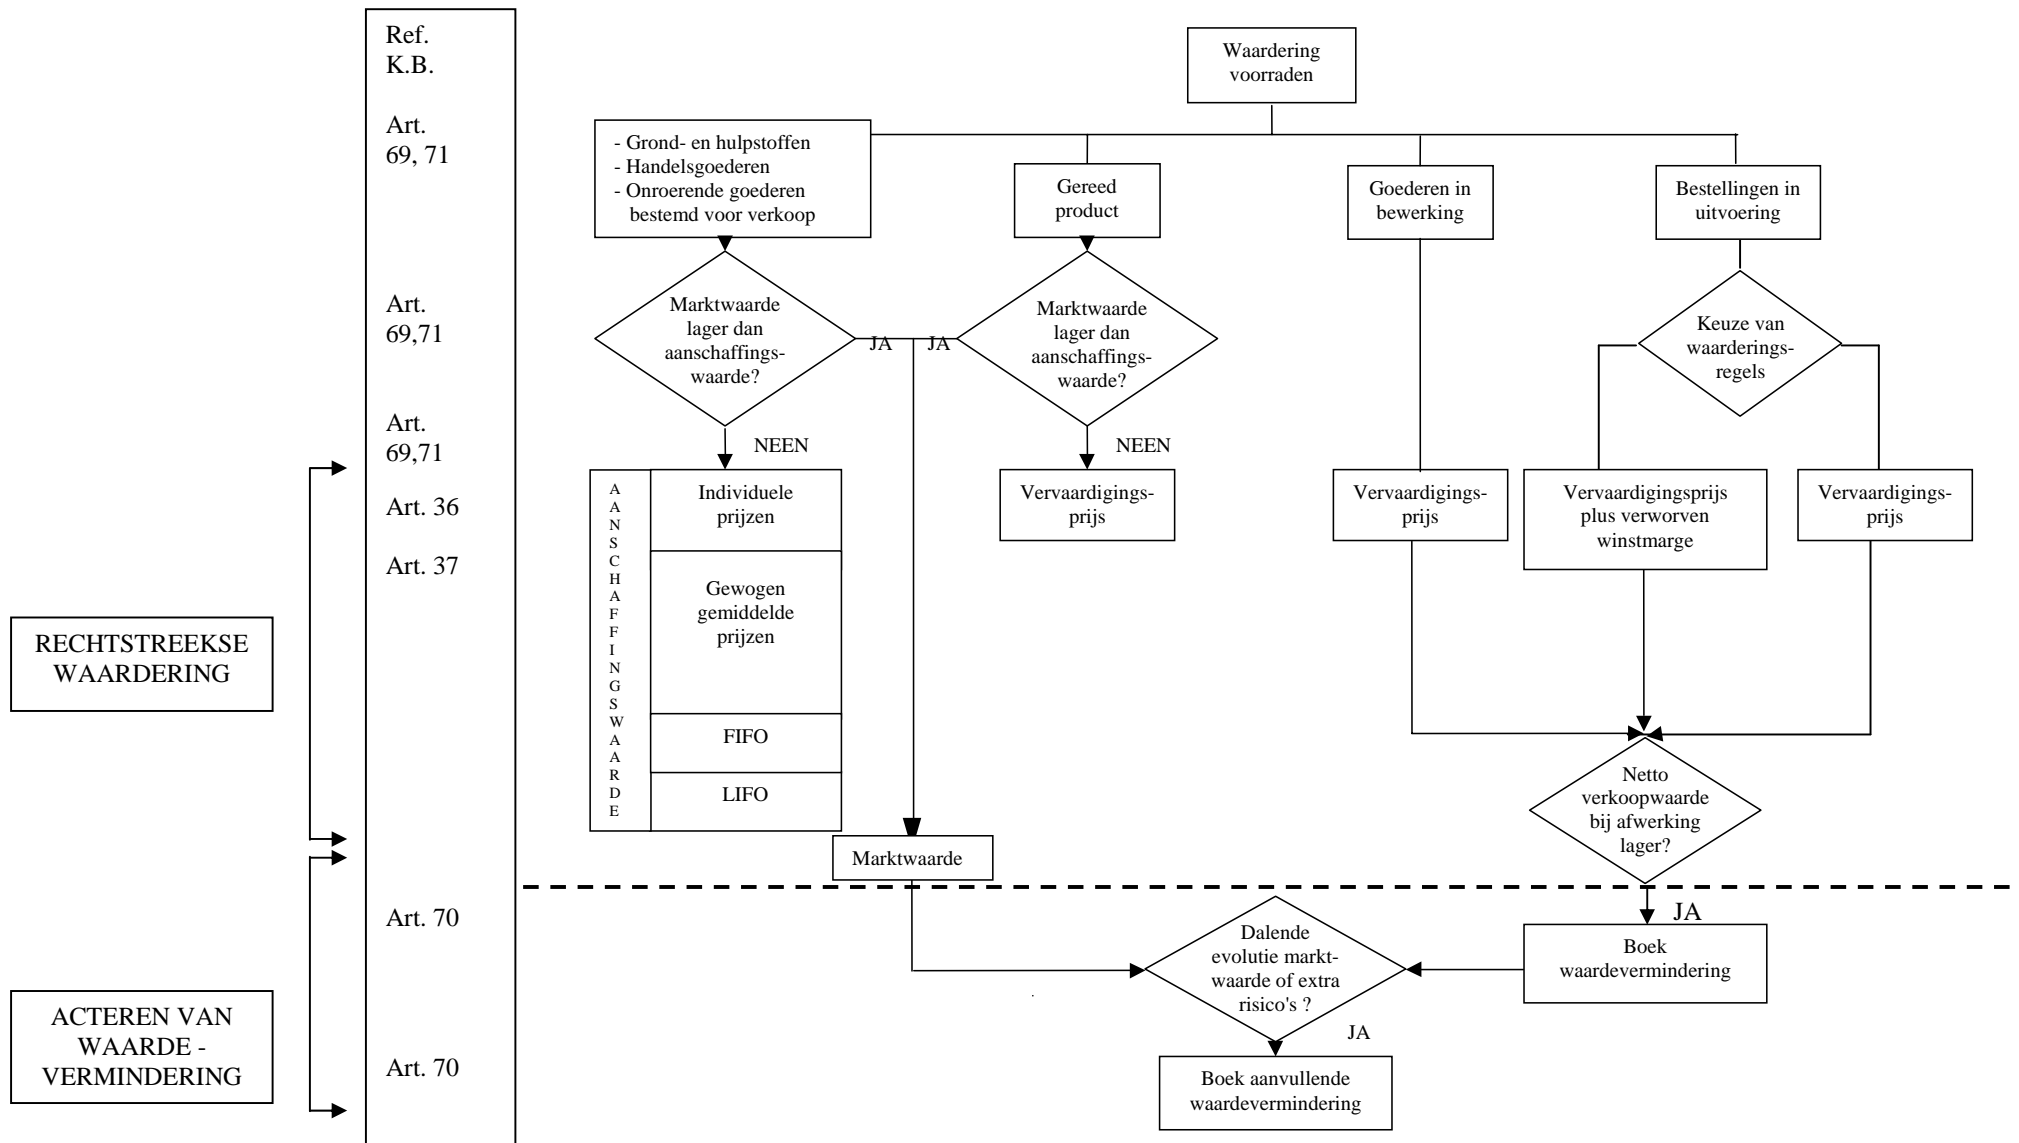 Ref.
K.B.
Art.
69, 71
Art.
69,71
Art.
69,71
Art. 36
Art. 37
Art. 70
Art. 70
RECHTSTREEKSE
WAARDERING
ACTEREN VAN
WAARDE -
VERMINDERING
Waardering
voorraden
- Grond- en hulpstoffen
- Handelsgoederen
- Onroerende goederen
bestemd voor verkoop
Gereed
product
Goederen in
bewerking
Bestellingen in
uitvoering
Marktwaarde
lager dan
aanschaffings-
waarde?
JA
JA
Marktwaarde
lager dan
aanschaffings-
waarde?
Keuze van
waarderings-
regels
NEEN
NEEN
A
A
N
S
C
H
A
F
F
I
N
G
S
W
A
A
R
D
E
Individuele
prijzen
Gewogen
gemiddelde
prijzen
FIFO
LIFO
Vervaardigings-
prijs
Vervaardigings-
prijs
Vervaardigingsprijs
plus verworven
winstmarge
Vervaardigings-
prijs
Netto
verkoopwaarde
bij afwerking
lager?
Marktwaarde
JA
Dalende
evolutie markt-
waarde of extra
risico's ?
Boek
waardevermindering
JA
Boek aanvullende
waardevermindering